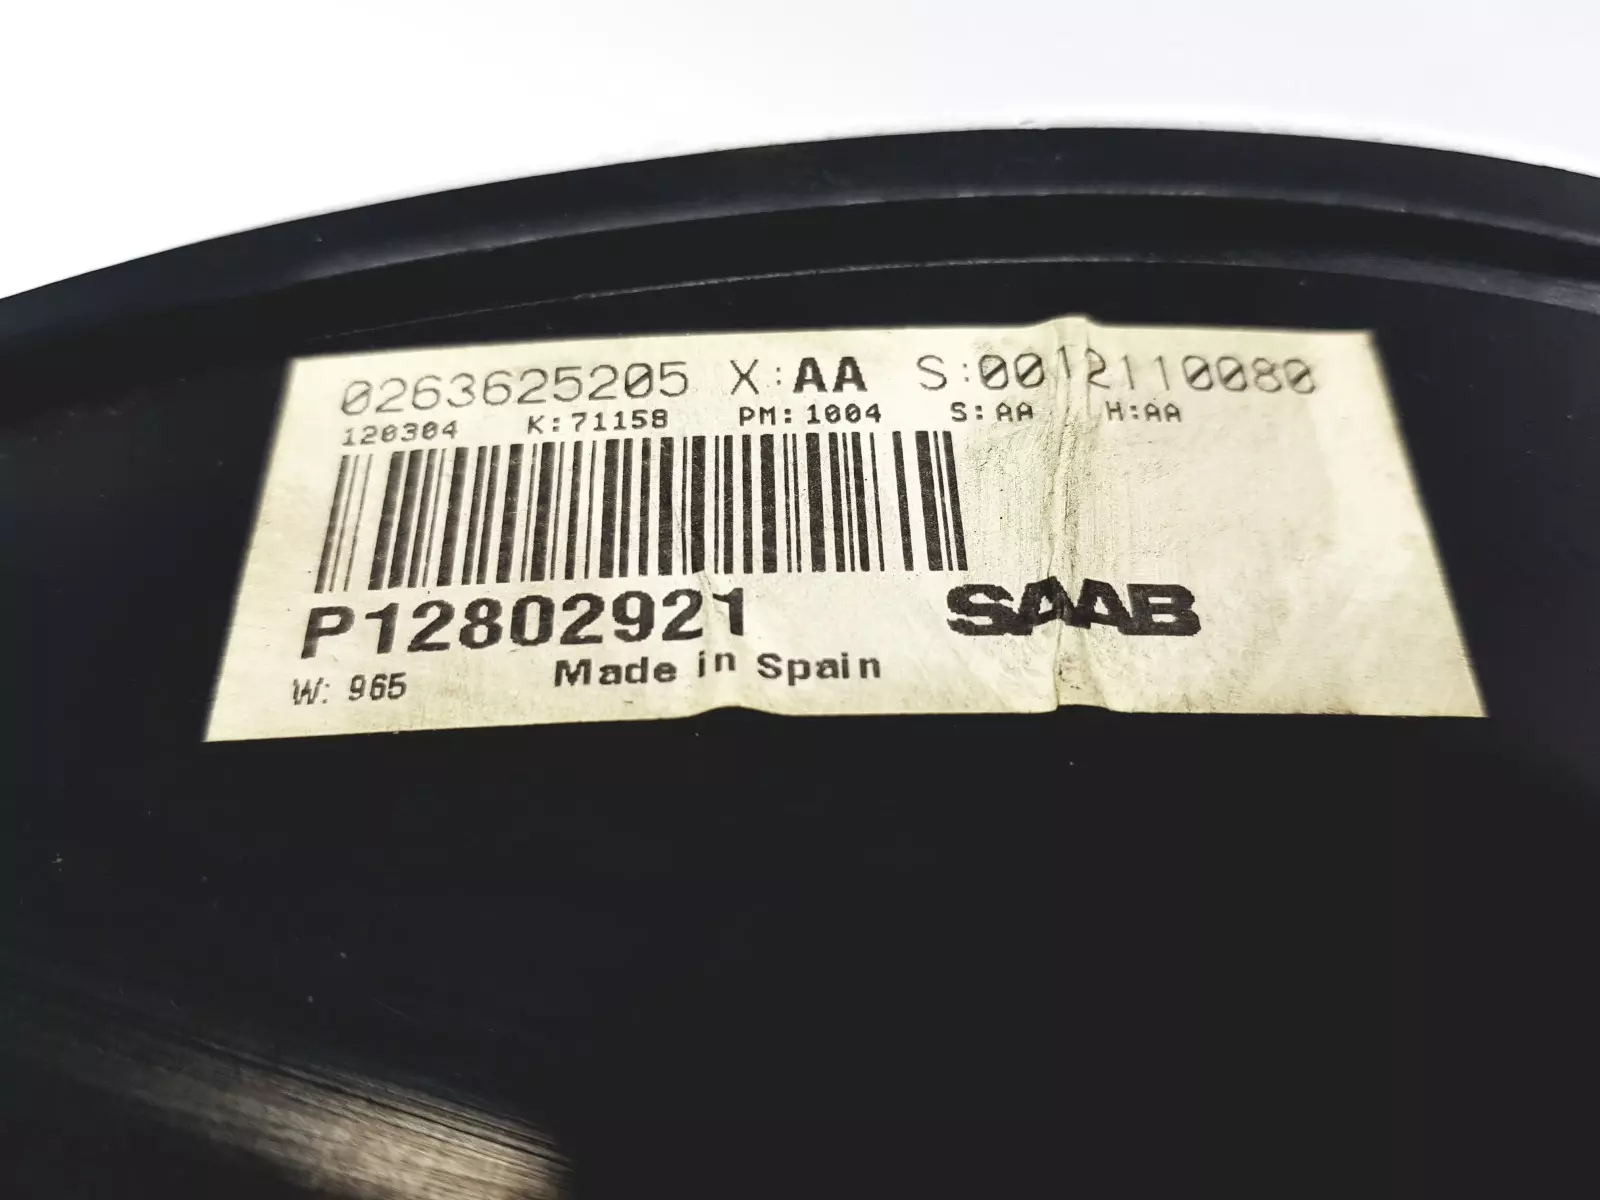 0263625205 X:AA S:0012110080
120304 K:71158 PM:1004 S:AA H:AA
P12802921 SAAB
W: 965 Made in Spain